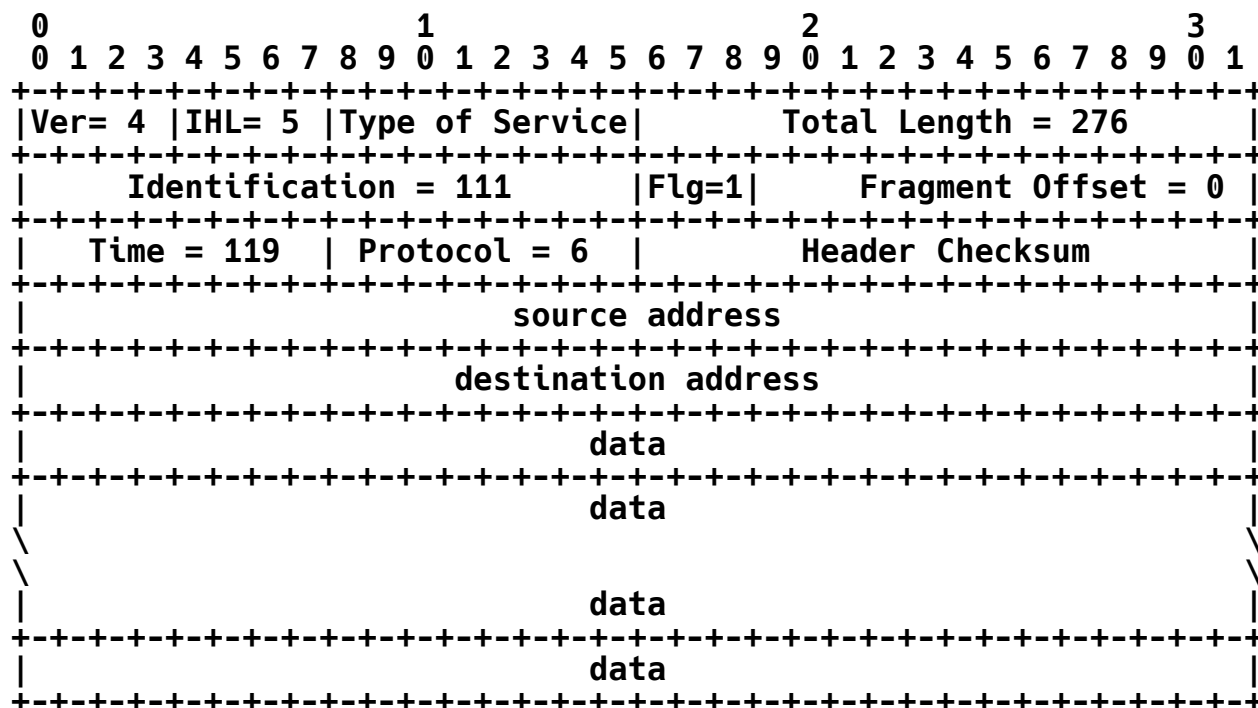 0                   1                   2                   3
 0 1 2 3 4 5 6 7 8 9 0 1 2 3 4 5 6 7 8 9 0 1 2 3 4 5 6 7 8 9 0 1
+-+-+-+-+-+-+-+-+-+-+-+-+-+-+-+-+-+-+-+-+-+-+-+-+-+-+-+-+-+-+-+-+
|Ver= 4 |IHL= 5 |Type of Service|       Total Length = 276      |
+-+-+-+-+-+-+-+-+-+-+-+-+-+-+-+-+-+-+-+-+-+-+-+-+-+-+-+-+-+-+-+-+
|     Identification = 111      |Flg=1|     Fragment Offset = 0 |
+-+-+-+-+-+-+-+-+-+-+-+-+-+-+-+-+-+-+-+-+-+-+-+-+-+-+-+-+-+-+-+-+
|   Time = 119  | Protocol = 6  |        Header Checksum        |
+-+-+-+-+-+-+-+-+-+-+-+-+-+-+-+-+-+-+-+-+-+-+-+-+-+-+-+-+-+-+-+-+
|                         source address                        |
+-+-+-+-+-+-+-+-+-+-+-+-+-+-+-+-+-+-+-+-+-+-+-+-+-+-+-+-+-+-+-+-+
|                      destination address                      |
+-+-+-+-+-+-+-+-+-+-+-+-+-+-+-+-+-+-+-+-+-+-+-+-+-+-+-+-+-+-+-+-+
|                             data                              |
+-+-+-+-+-+-+-+-+-+-+-+-+-+-+-+-+-+-+-+-+-+-+-+-+-+-+-+-+-+-+-+-+
|                             data                              |
\                                                               \
\                                                               \
|                             data                              |
+-+-+-+-+-+-+-+-+-+-+-+-+-+-+-+-+-+-+-+-+-+-+-+-+-+-+-+-+-+-+-+-+
|                             data                              |
+-+-+-+-+-+-+-+-+-+-+-+-+-+-+-+-+-+-+-+-+-+-+-+-+-+-+-+-+-+-+-+-+